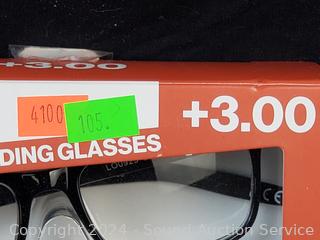 +3.00
4100
105.
+3.00
DING GLASSES
Copyright 2024 - Sound Auction Service